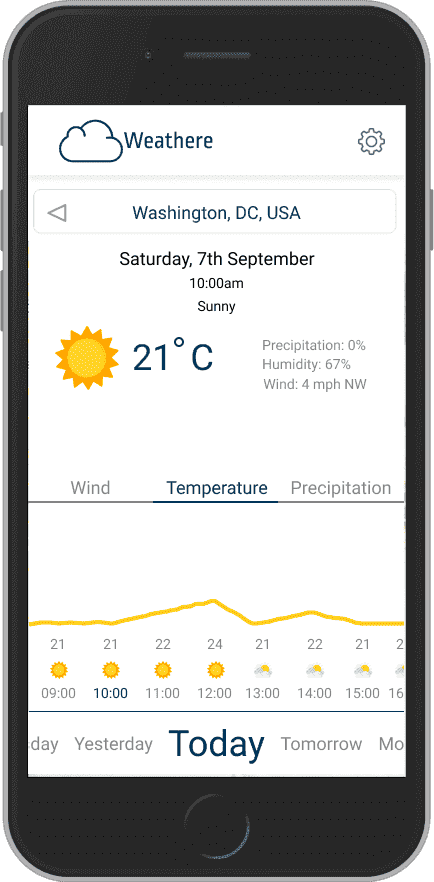 Weathere
Washington, DC, USA
Saturday, 7th September
10:00am
Sunny
21° C
Precipitation: 0%
Humidity: 67%
Wind: 4 mph NW
Wind Temperature Precipitation
21 21 22 24 21 22 21 2
09:00 10:00 11:00 12:00 13:00 14:00 15:00 16
day Yesterday Today Tomorrow Mo